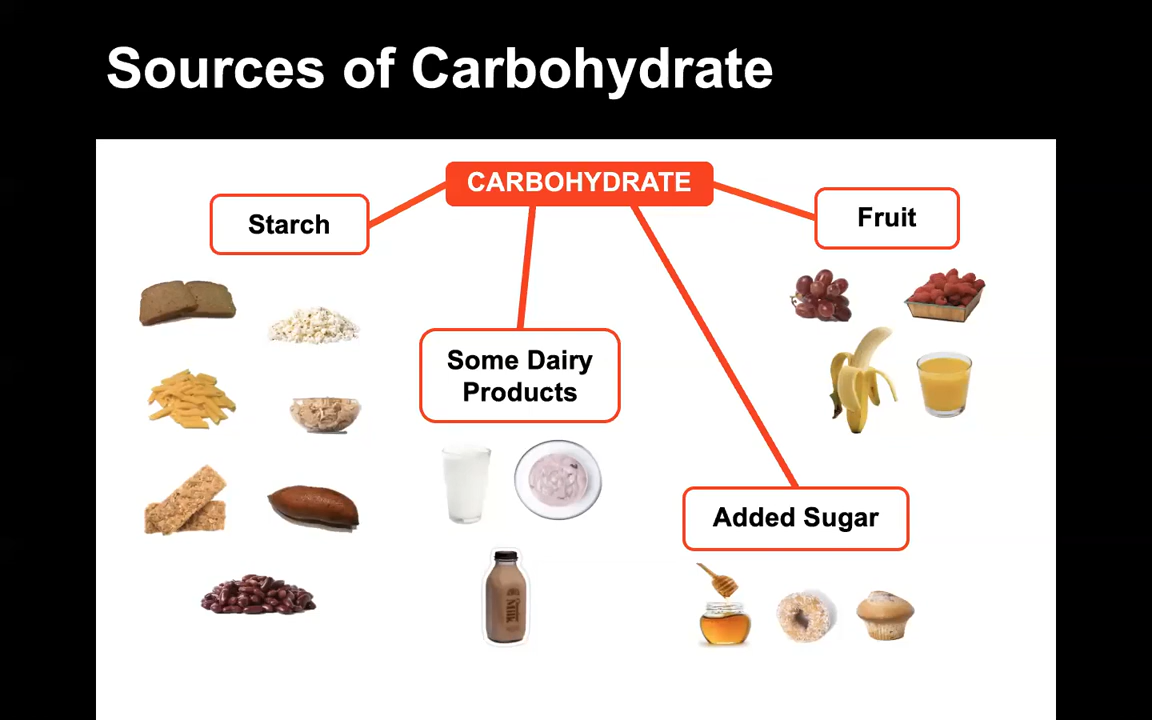 Sources of Carbohydrate
CARBOHYDRATE
Starch
Fruit
Some Dairy
Products
Added Sugar
Milk